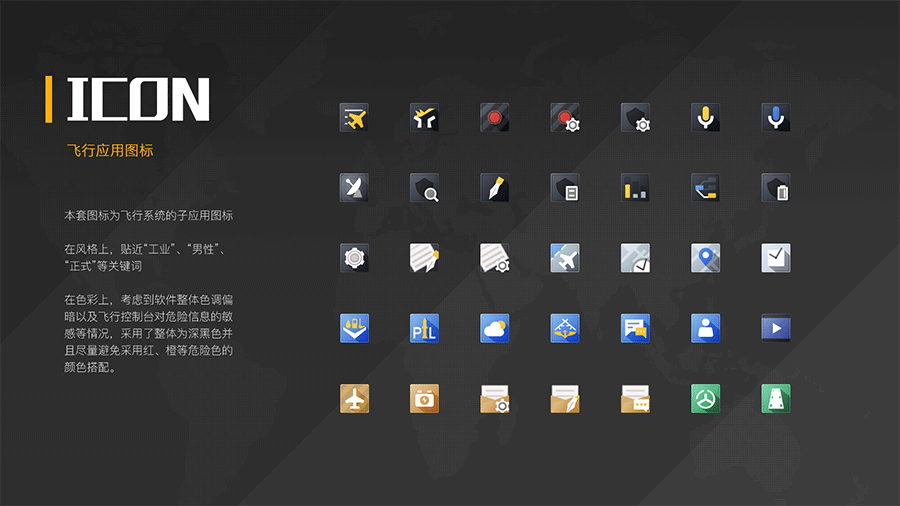 ICON
飞行应用图标
本套图标为飞行系统的子应用图标
在风格上，贴近“工业”、“男性”、
“正式”等关键词
在色彩上，考虑到软件整体色调偏
暗以及飞行控制台对危险信息的敏
感等情况，采用了整体为深黑色并
且尽量避免采用红、橙等危险色的
颜色搭配。
PIL